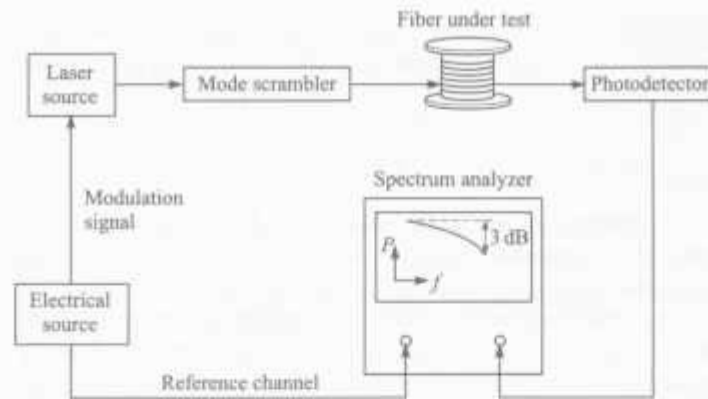 Fiber under test
Laser
source
Mode scrambler
Photodetector
Modulation
signal
Spectrum analyzer
3 dB
P
f
Electrical
source
Reference channel